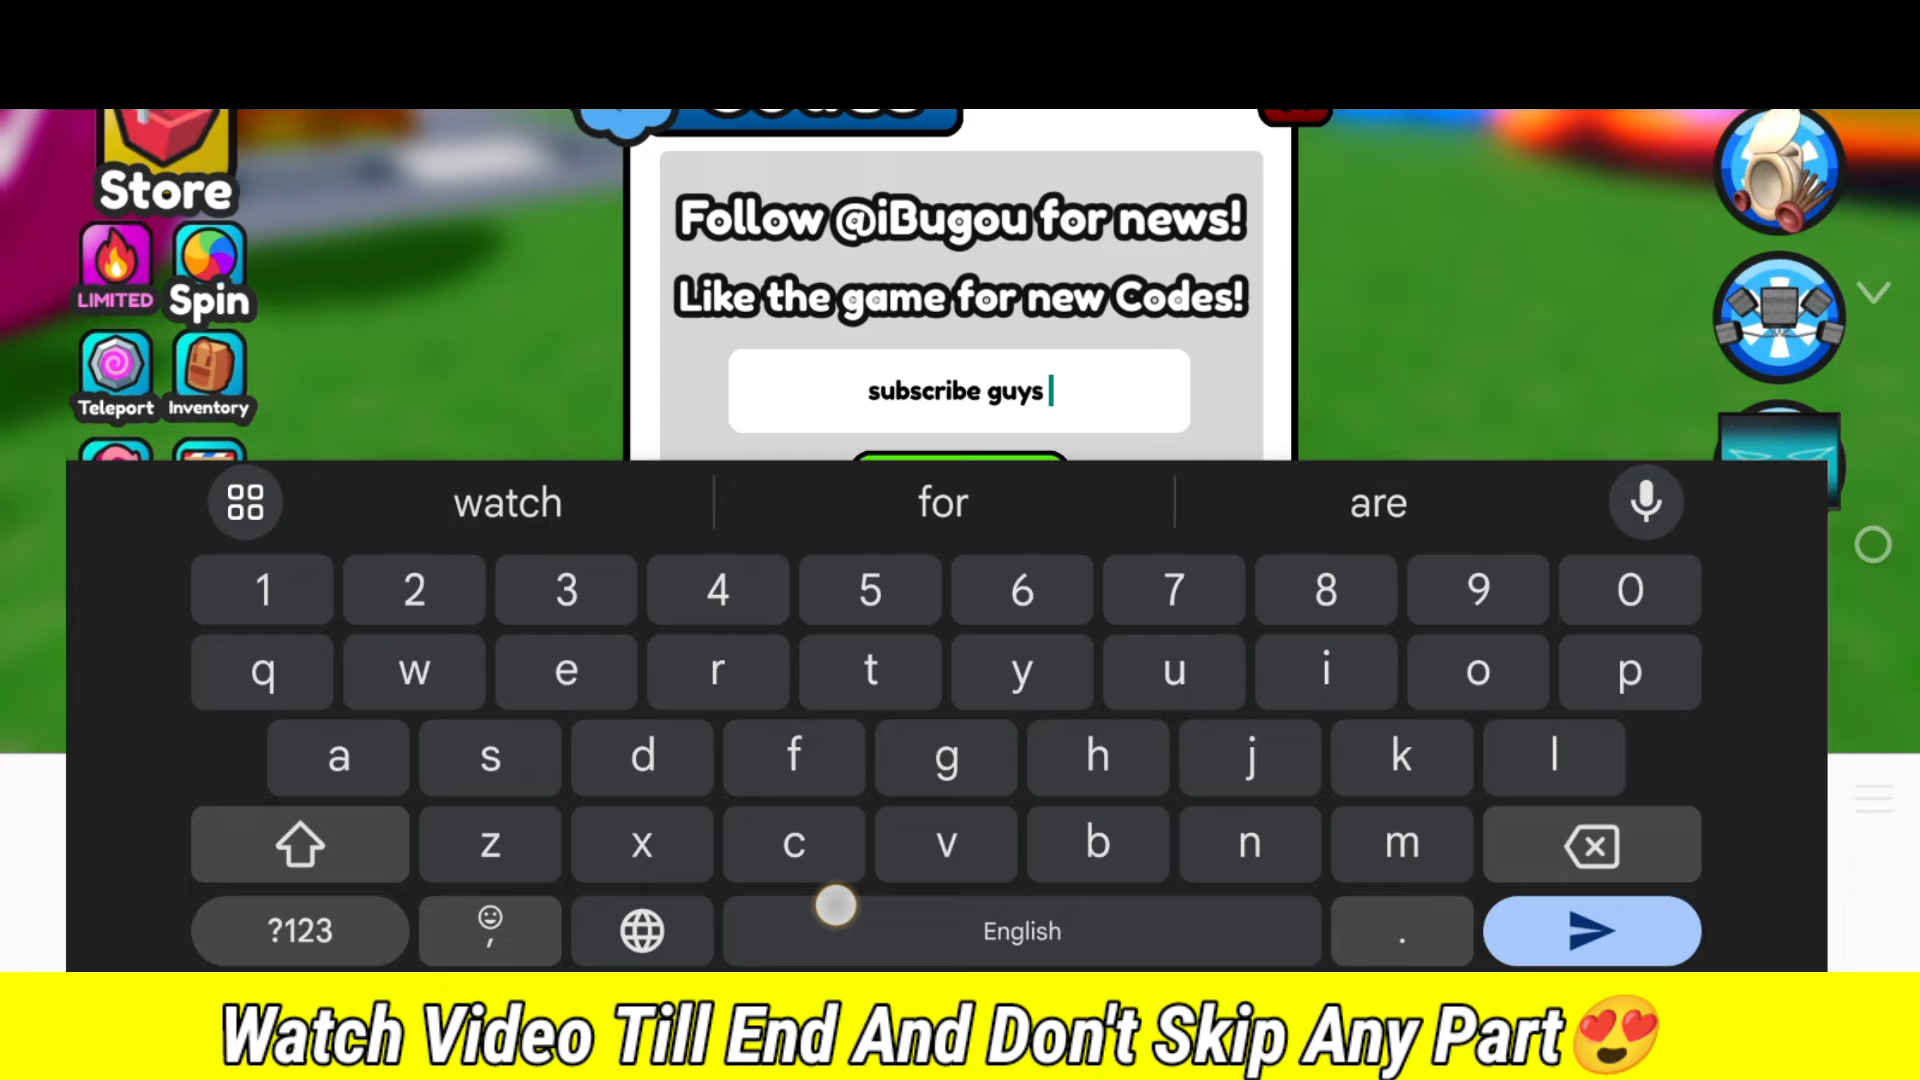 Store
LIMITED
Spin
Teleport
Inventory
Follow @iBugou for news!
Like the game for new Codes!
subscribe guys
watch for are
1 2 3 4 5 6 7 8 9 0
q w e r t y u i o p
a s d f g h j k l
z x c v b n m
?123 , English .
Watch Video Till End And Don't Skip Any Part😍